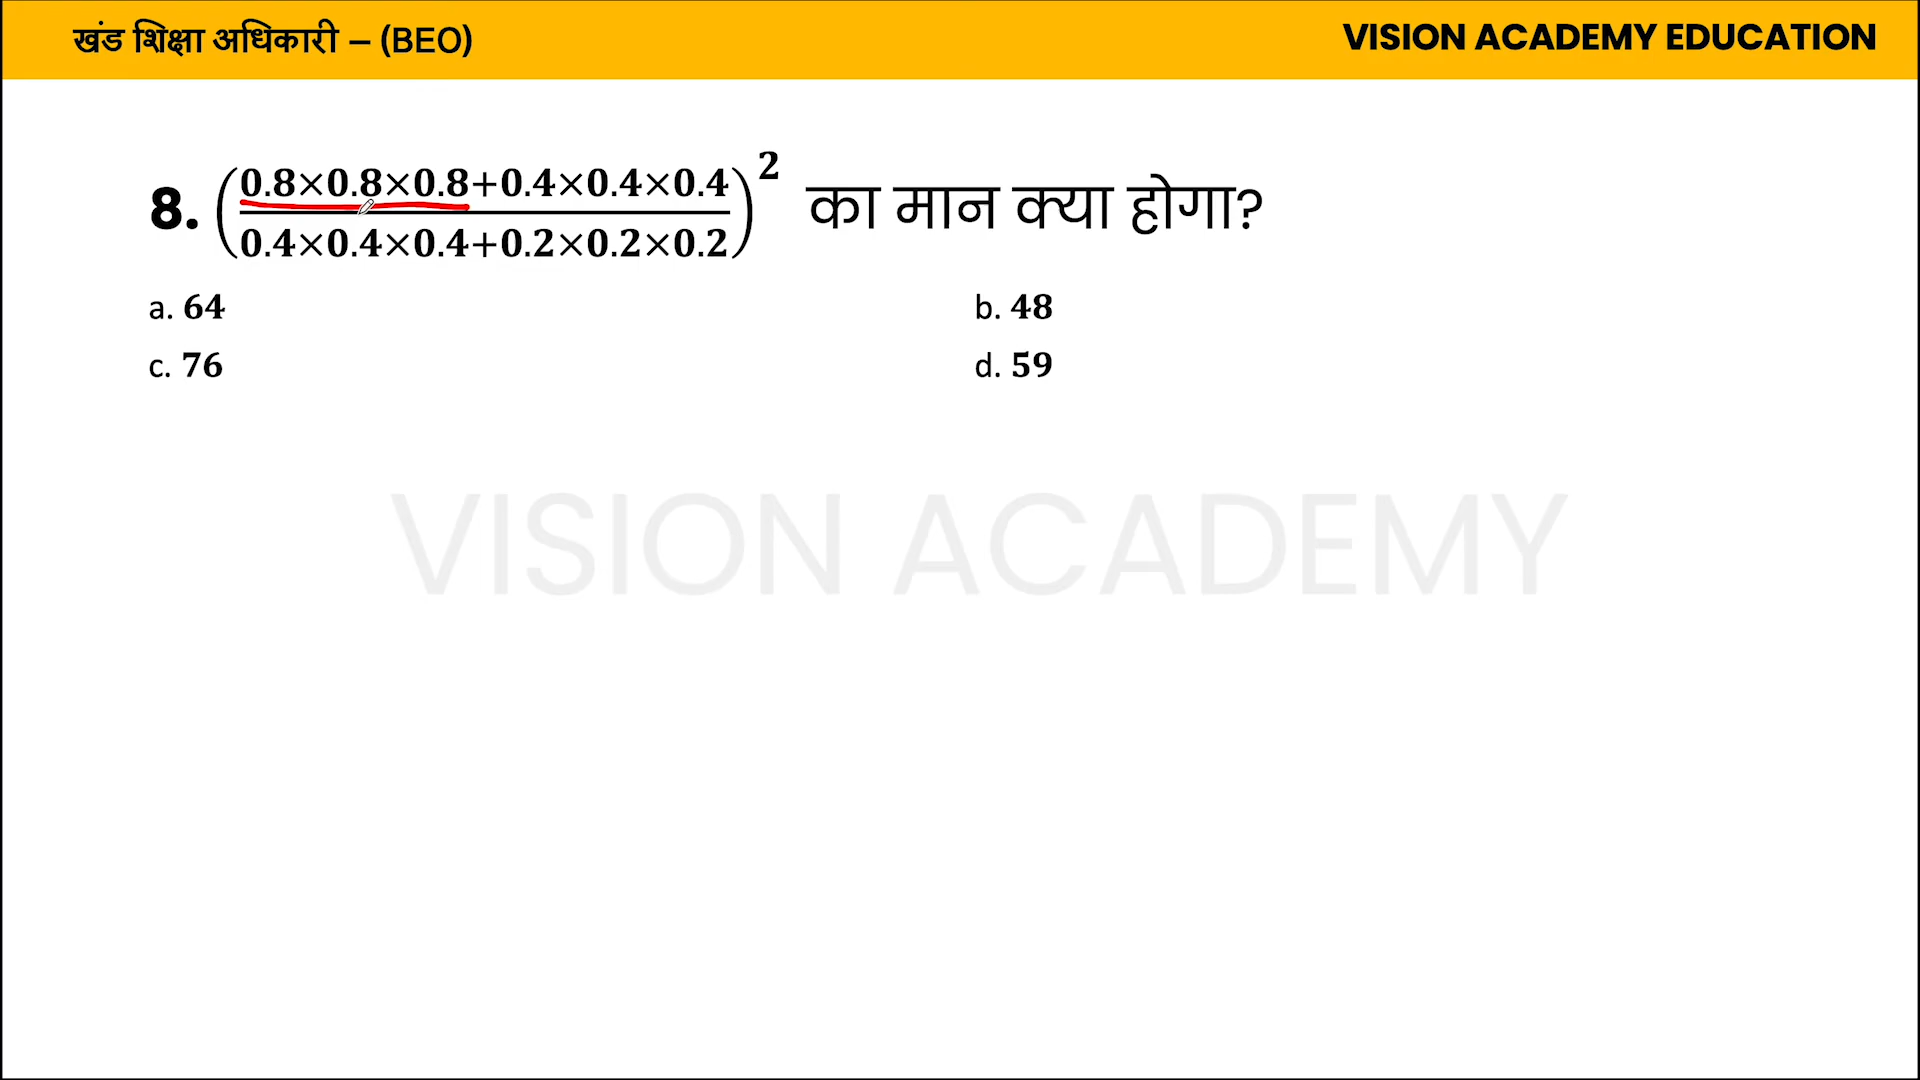 खंड शिक्षा अधिकारी – (BEO)
VISION ACADEMY EDUCATION
8. (0.8×0.8×0.8+0.4×0.4×0.4 / 0.4×0.4×0.4+0.2×0.2×0.2)² का मान क्या होगा?
a. 64
b. 48
c. 76
d. 59
VISION ACADEMY